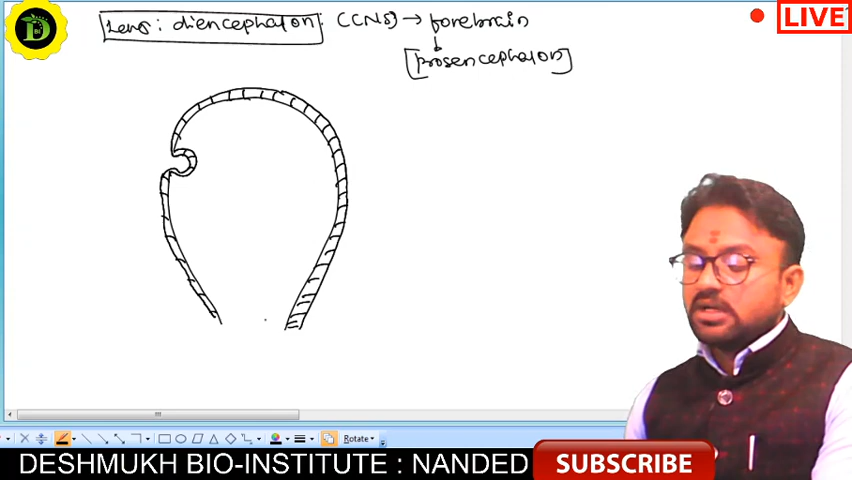 Lens: diencephalon: (CNS) → forebrain
[prosencephalon]
LIVE
D
DESHMUKH BIO-INSTITUTE : NANDED
SUBSCRIBE
Rotate